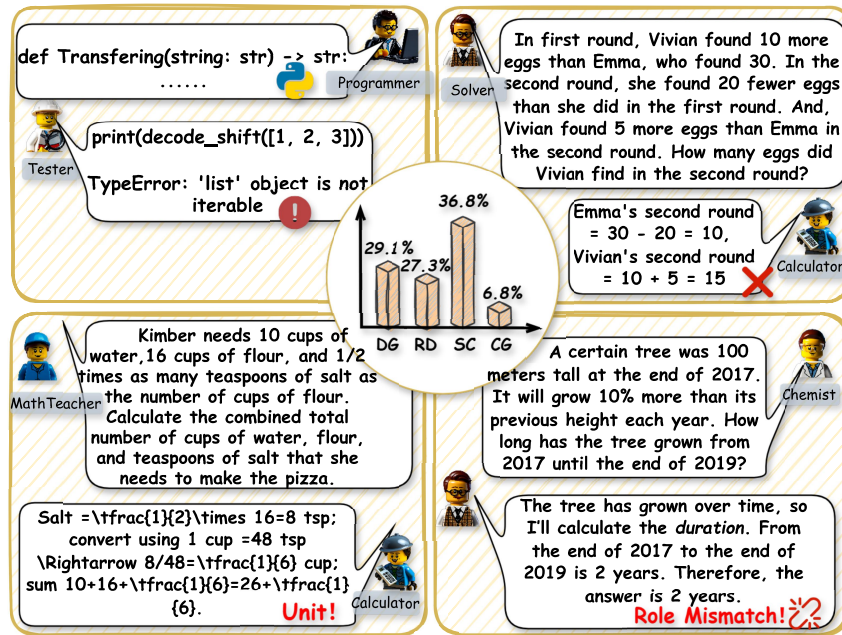 def Transfering(string: str) -> str:
......
Programmer
Tester
print(decode_shift([1, 2, 3]))
TypeError: 'list' object is not
iterable
Solver
In first round, Vivian found 10 more
eggs than Emma, who found 30. In the
second round, she found 20 fewer eggs
than she did in the first round. And,
Vivian found 5 more eggs than Emma in
the second round. How many eggs did
Vivian find in the second round?
Emma's second round
= 30 - 20 = 10,
Vivian's second round
= 10 + 5 = 15
Calculator
36.8%
29.1%
27.3%
6.8%
DG RD SC CG
MathTeacher
Kimber needs 10 cups of
water,16 cups of flour, and 1/2
times as many teaspoons of salt as
the number of cups of flour.
Calculate the combined total
number of cups of water, flour,
and teaspoons of salt that she
needs to make the pizza.
Salt =\tfrac{1}{2}\times 16=8 tsp;
convert using 1 cup =48 tsp
\Rightarrow 8/48=\tfrac{1}{6} cup;
sum 10+16+\tfrac{1}{6}=26+\tfrac{1}
{6}.
Unit!
Calculator
A certain tree was 100
meters tall at the end of 2017.
It will grow 10% more than its
previous height each year. How
long has the tree grown from
2017 until the end of 2019?
Chemist
The tree has grown over time, so
I'll calculate the duration. From
the end of 2017 to the end of
2019 is 2 years. Therefore, the
answer is 2 years.
Role Mismatch!